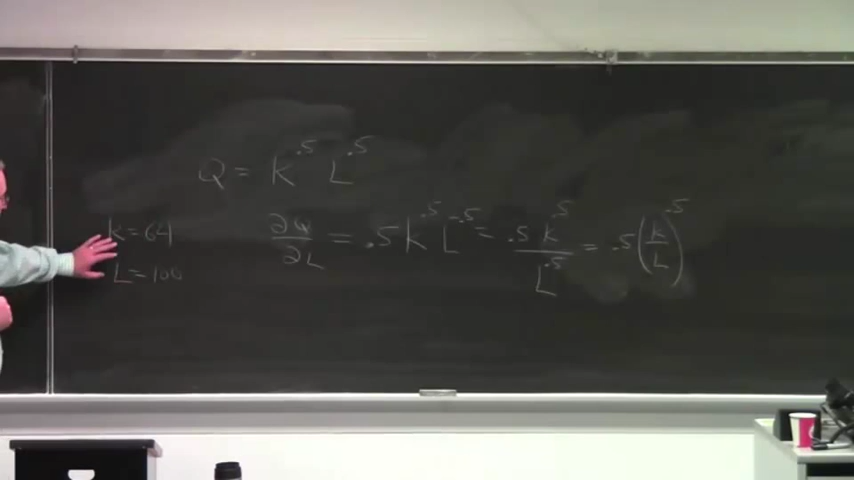 Q = K^.5 L^.5
K = 64
∂Q/∂L = .5 K^.5 L^-.5 = .5 K^.5 / L^.5 = .5 (K/L)^.5
L = 100